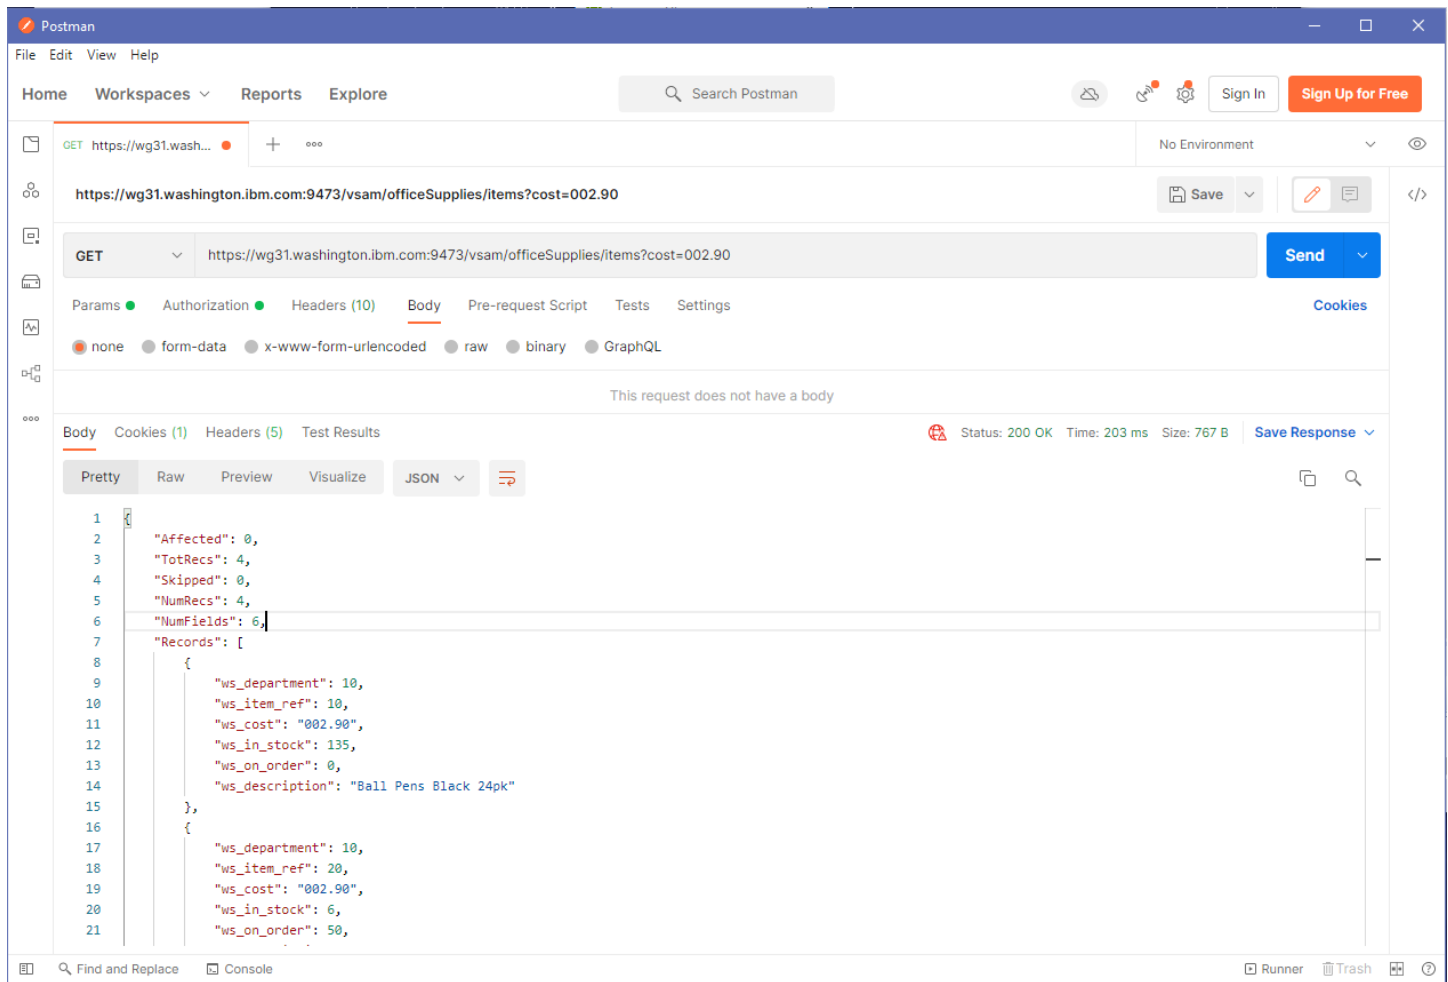 Postman
File Edit View Help
Home Workspaces Reports Explore Search Postman Sign In Sign Up for Free
GET https://wg31.wash... No Environment
https://wg31.washington.ibm.com:9473/vsam/officeSupplies/items?cost=002.90 Save
GET https://wg31.washington.ibm.com:9473/vsam/officeSupplies/items?cost=002.90 Send
Params Authorization Headers (10) Body Pre-request Script Tests Settings Cookies
none form-data x-www-form-urlencoded raw binary GraphQL
This request does not have a body
Body Cookies (1) Headers (5) Test Results Status: 200 OK Time: 203 ms Size: 767 B Save Response
Pretty Raw Preview Visualize JSON
1 {
2 "Affected": 0,
3 "TotRecs": 4,
4 "Skipped": 0,
5 "NumRecs": 4,
6 "NumFields": 6,
7 "Records": [
8 {
9 "ws_department": 10,
10 "ws_item_ref": 10,
11 "ws_cost": "002.90",
12 "ws_in_stock": 135,
13 "ws_on_order": 0,
14 "ws_description": "Ball Pens Black 24pk"
15 },
16 {
17 "ws_department": 10,
18 "ws_item_ref": 20,
19 "ws_cost": "002.90",
20 "ws_in_stock": 6,
21 "ws_on_order": 50,
Find and Replace Console Runner Trash